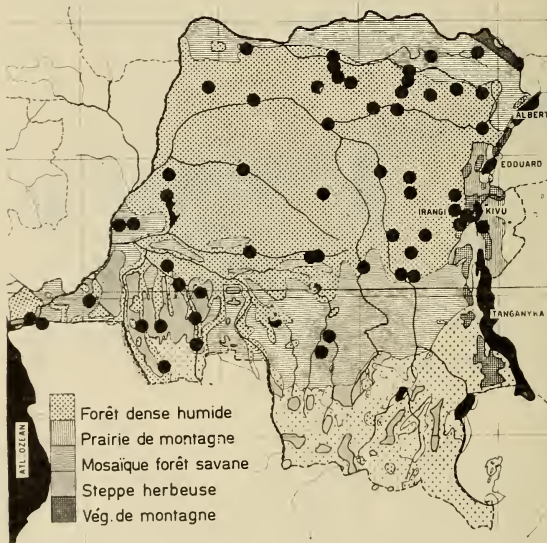 ALBERT
EDOUARD
IRANGI
KIVU
TANGANYKA
ATL. OZEAN
Forêt dense humide
Prairie de montagne
Mosaïque forêt savane
Steppe herbeuse
Vég. de montagne